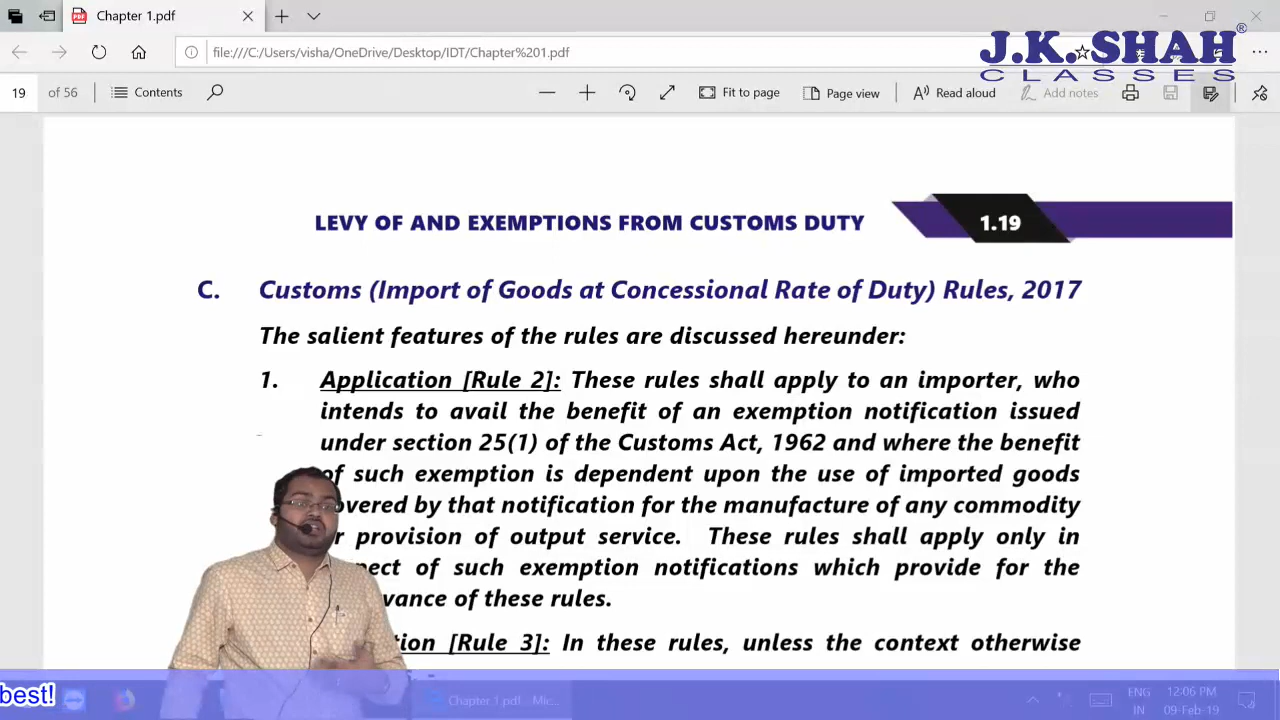 Chapter 1.pdf
J.K.SHAH®
CLASSES
file:///C:/Users/visha/OneDrive/Desktop/IDT/Chapter%201.pdf
19 of 56 Contents Fit to page Page view Read aloud Add notes
LEVY OF AND EXEMPTIONS FROM CUSTOMS DUTY 1.19
C. Customs (Import of Goods at Concessional Rate of Duty) Rules, 2017
The salient features of the rules are discussed hereunder:
1. Application [Rule 2]: These rules shall apply to an importer, who
intends to avail the benefit of an exemption notification issued
under section 25(1) of the Customs Act, 1962 and where the benefit
of such exemption is dependent upon the use of imported goods
overed by that notification for the manufacture of any commodity
r provision of output service. These rules shall apply only in
pect of such exemption notifications which provide for the
vance of these rules.
tion [Rule 3]: In these rules, unless the context otherwise
best!
Chapter 1.pdf - Mic...
ENG
IN
12:06 PM
09-Feb-19